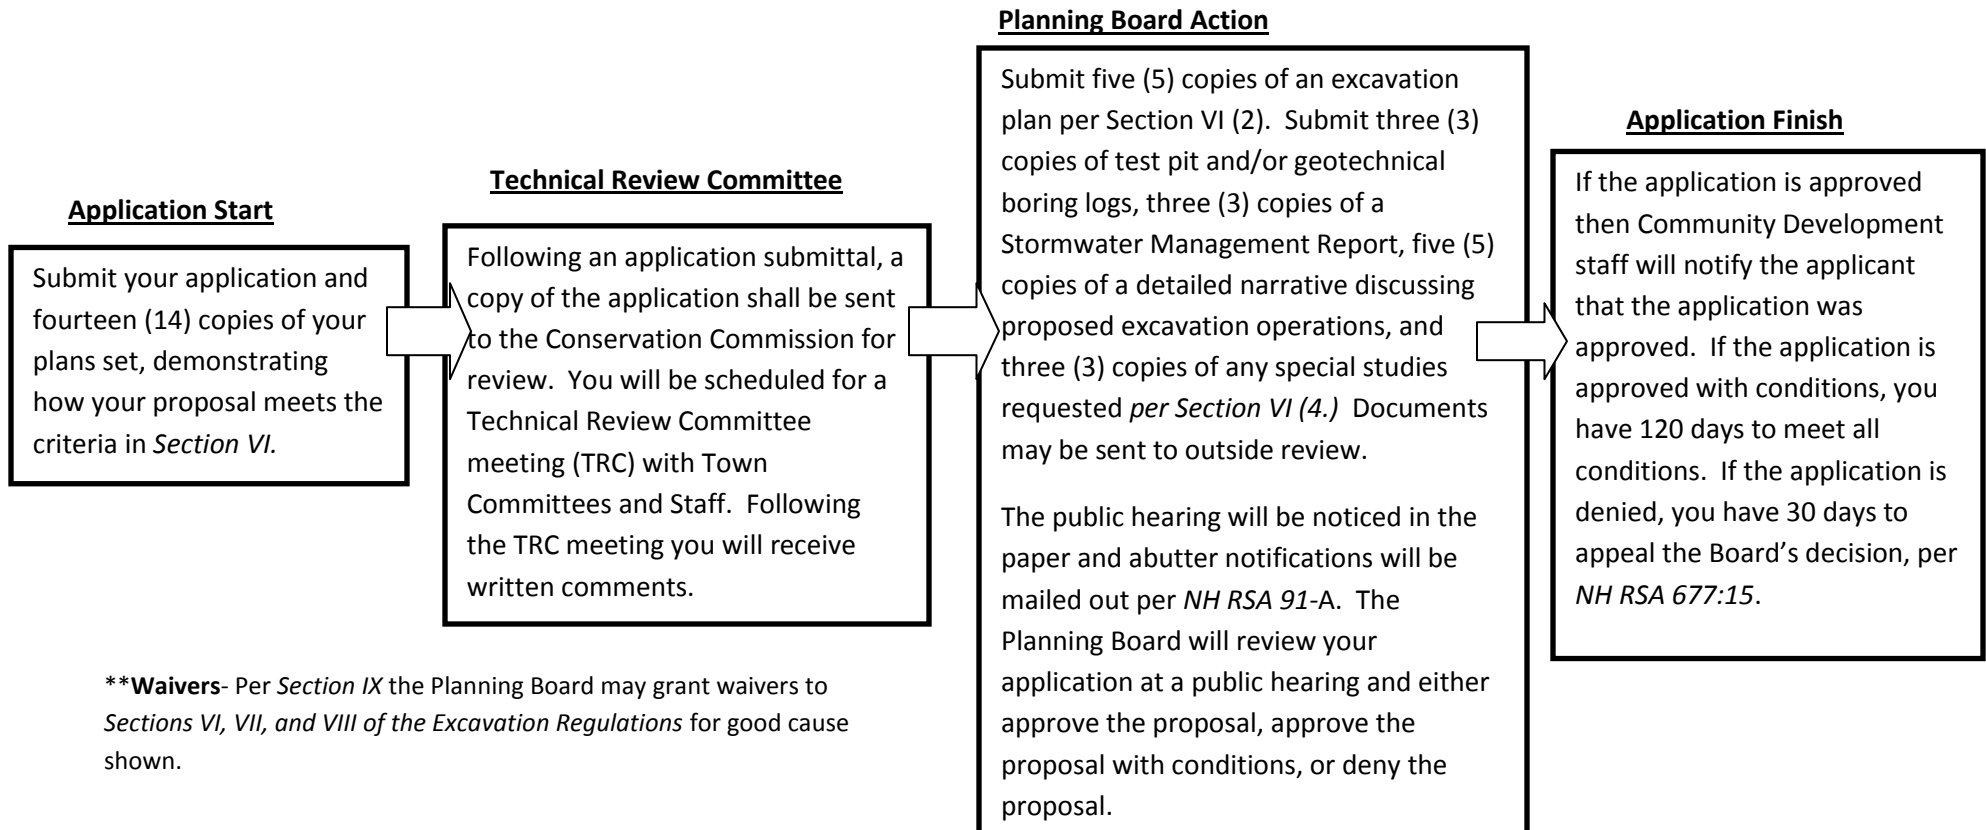 Application Start
Submit your application and
fourteen (14) copies of your
plans set, demonstrating
how your proposal meets the
criteria in Section VI.
Technical Review Committee
Following an application submittal, a
copy of the application shall be sent
to the Conservation Commission for
review.  You will be scheduled for a
Technical Review Committee
meeting (TRC) with Town
Committees and Staff.  Following
the TRC meeting you will receive
written comments.
Planning Board Action
Submit five (5) copies of an excavation
plan per Section VI (2).  Submit three (3)
copies of test pit and/or geotechnical
boring logs, three (3) copies of a
Stormwater Management Report, five (5)
copies of a detailed narrative discussing
proposed excavation operations, and
three (3) copies of any special studies
requested per Section VI (4.)  Documents
may be sent to outside review.
The public hearing will be noticed in the
paper and abutter notifications will be
mailed out per NH RSA 91-A.  The
Planning Board will review your
application at a public hearing and either
approve the proposal, approve the
proposal with conditions, or deny the
proposal.
Application Finish
If the application is approved
then Community Development
staff will notify the applicant
that the application was
approved.  If the application is
approved with conditions, you
have 120 days to meet all
conditions.  If the application is
denied, you have 30 days to
appeal the Board’s decision, per
NH RSA 677:15.
**Waivers- Per Section IX the Planning Board may grant waivers to
Sections VI, VII, and VIII of the Excavation Regulations for good cause
shown.